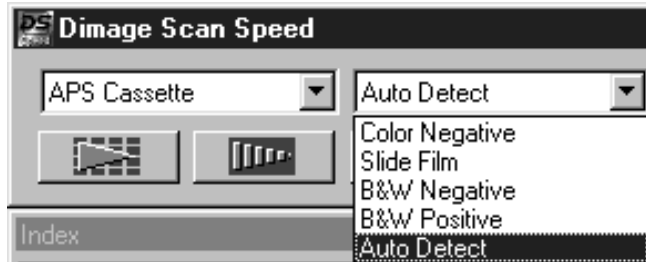 DS
Dimage Scan Speed
APS Cassette
Auto Detect
Color Negative
Slide Film
B&W Negative
B&W Positive
Auto Detect
Index